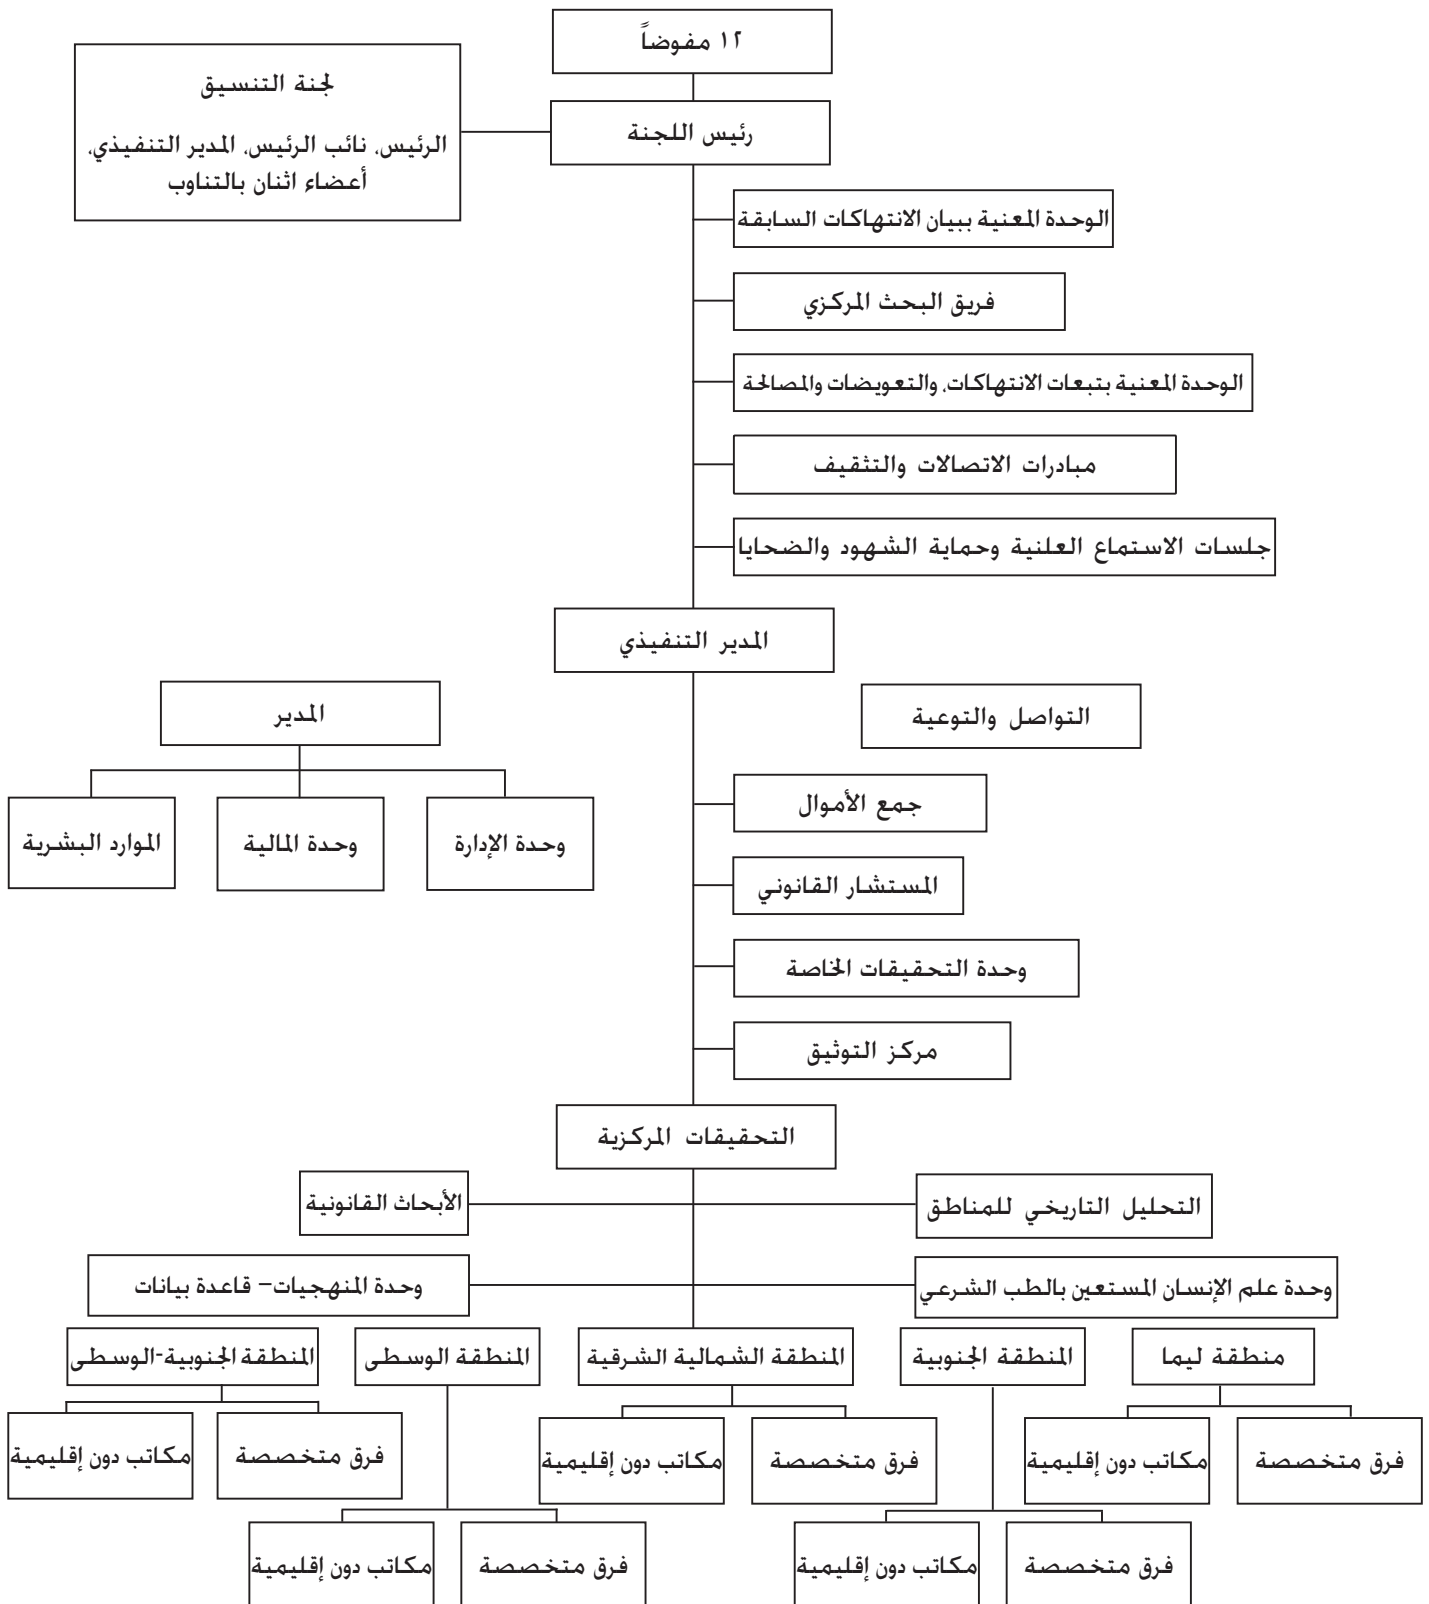 ١٢ مفوضاً
لجنة التنسيق
الرئيس، نائب الرئيس، المدير التنفيذي،
أعضاء اثنان بالتناوب
رئيس اللجنة
الوحدة المعنية ببيان الانتهاكات السابقة
فريق البحث المركزي
الوحدة المعنية بتبعات الانتهاكات، والتعويضات والمصالحة
مبادرات الاتصالات والتثقيف
جلسات الاستماع العلنية وحماية الشهود والضحايا
المدير التنفيذي
التواصل والتوعية
المدير
وحدة الإدارة
وحدة المالية
الموارد البشرية
جمع الأموال
المستشار القانوني
وحدة التحقيقات الخاصة
مركز التوثيق
التحقيقات المركزية
التحليل التاريخي للمناطق
الأبحاث القانونية
وحدة علم الإنسان المستعين بالطب الشرعي
وحدة المنهجيات– قاعدة بيانات
منطقة ليما
المنطقة الجنوبية
المنطقة الشمالية الشرقية
المنطقة الوسطى
المنطقة الجنوبية-الوسطى
فرق متخصصة
مكاتب دون إقليمية
فرق متخصصة
مكاتب دون إقليمية
فرق متخصصة
مكاتب دون إقليمية
فرق متخصصة
مكاتب دون إقليمية
فرق متخصصة
مكاتب دون إقليمية